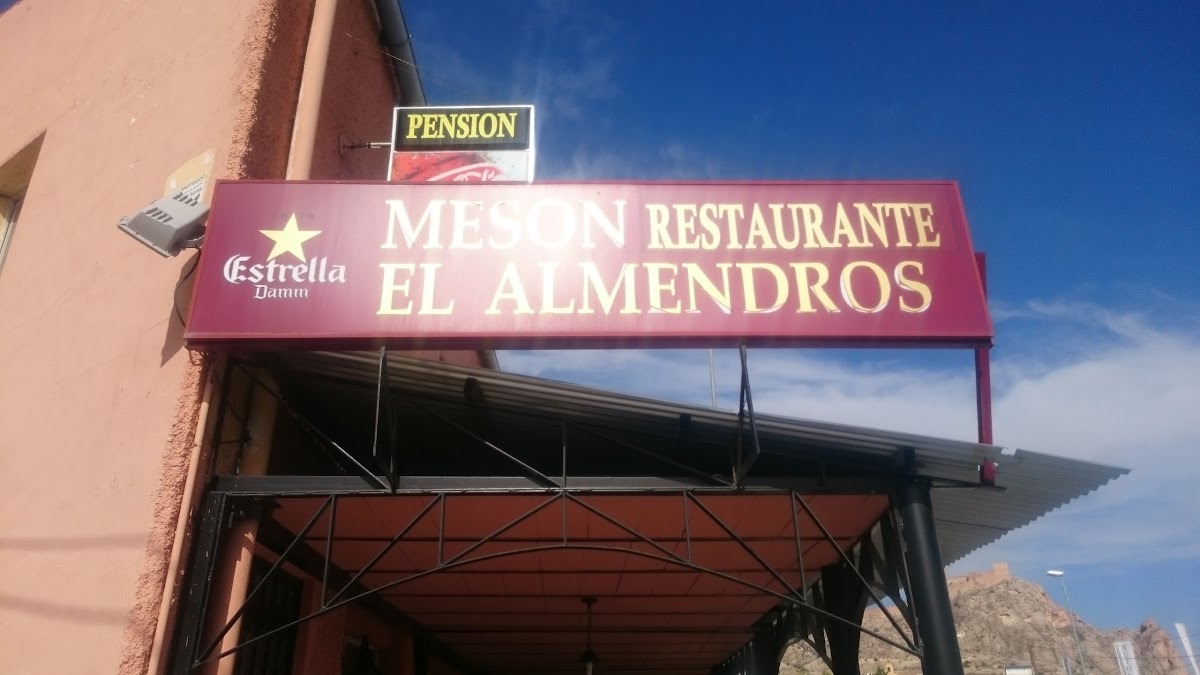 PENSION
MESON RESTAURANTE
EL ALMENDROS
Estrella
Damm